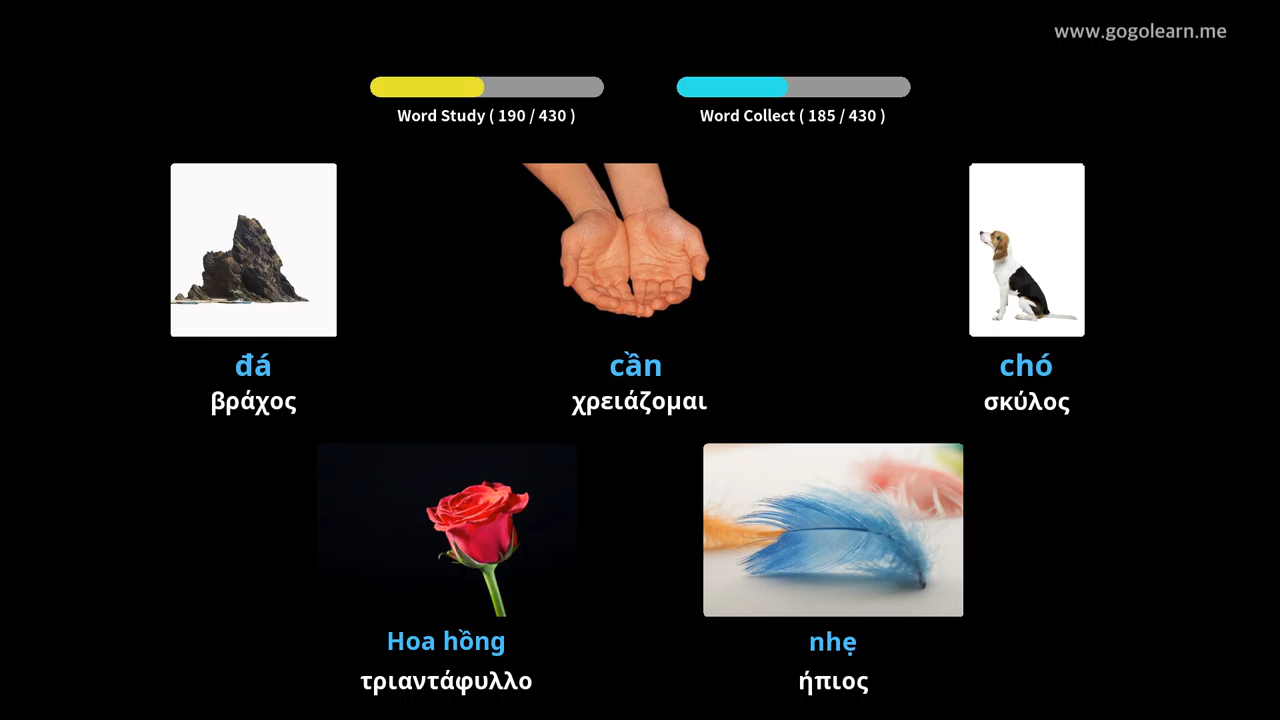 www.gogolearn.me
Word Study ( 190 / 430 )
Word Collect ( 185 / 430 )
đá
cần
chó
βράχος
χρειάζομαι
σκύλος
Hoa hồng
nhẹ
τριαντάφυλλο
ήπιος